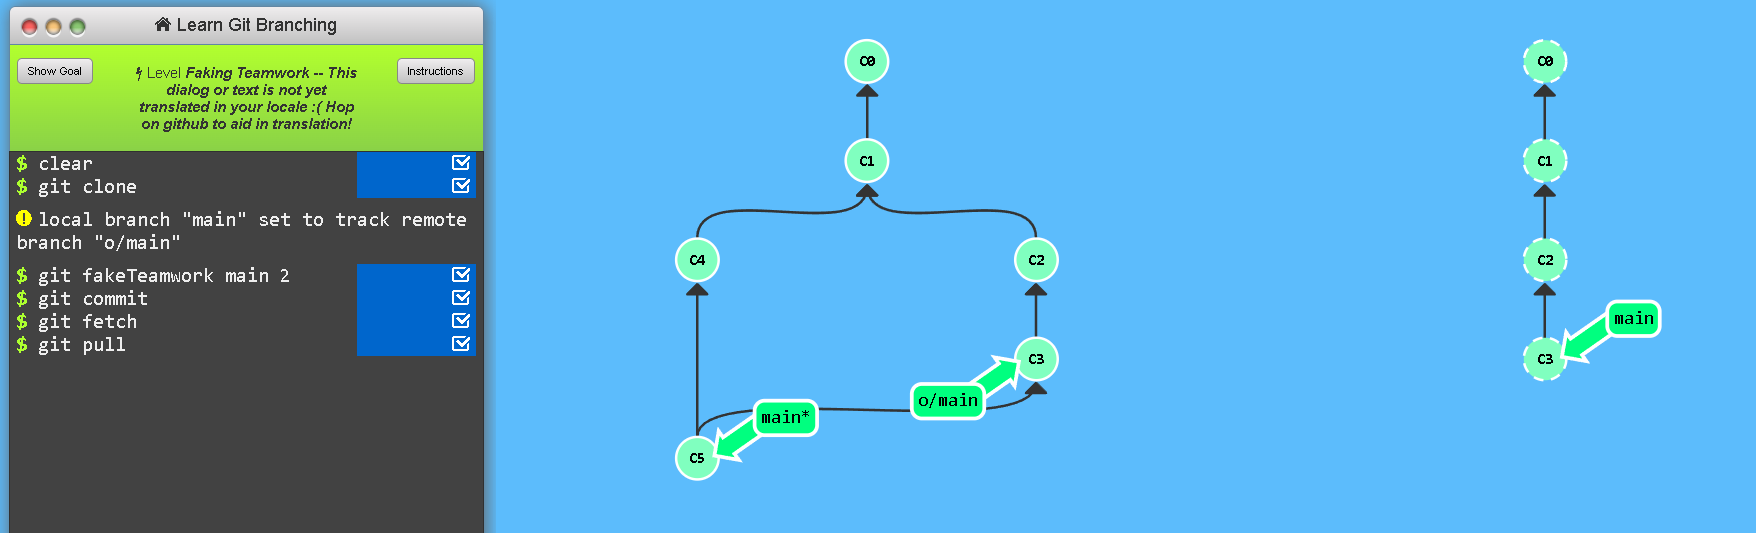 Learn Git Branching
Show Goal
Level Faking Teamwork -- This
dialog or text is not yet
translated in your locale :( Hop
on github to aid in translation!
Instructions
$ clear
$ git clone
local branch "main" set to track remote
branch "o/main"
$ git fakeTeamwork main 2
$ git commit
$ git fetch
$ git pull
C0
C1
C4
C2
C3
o/main
main*
C5
C0
C1
C2
main
C3